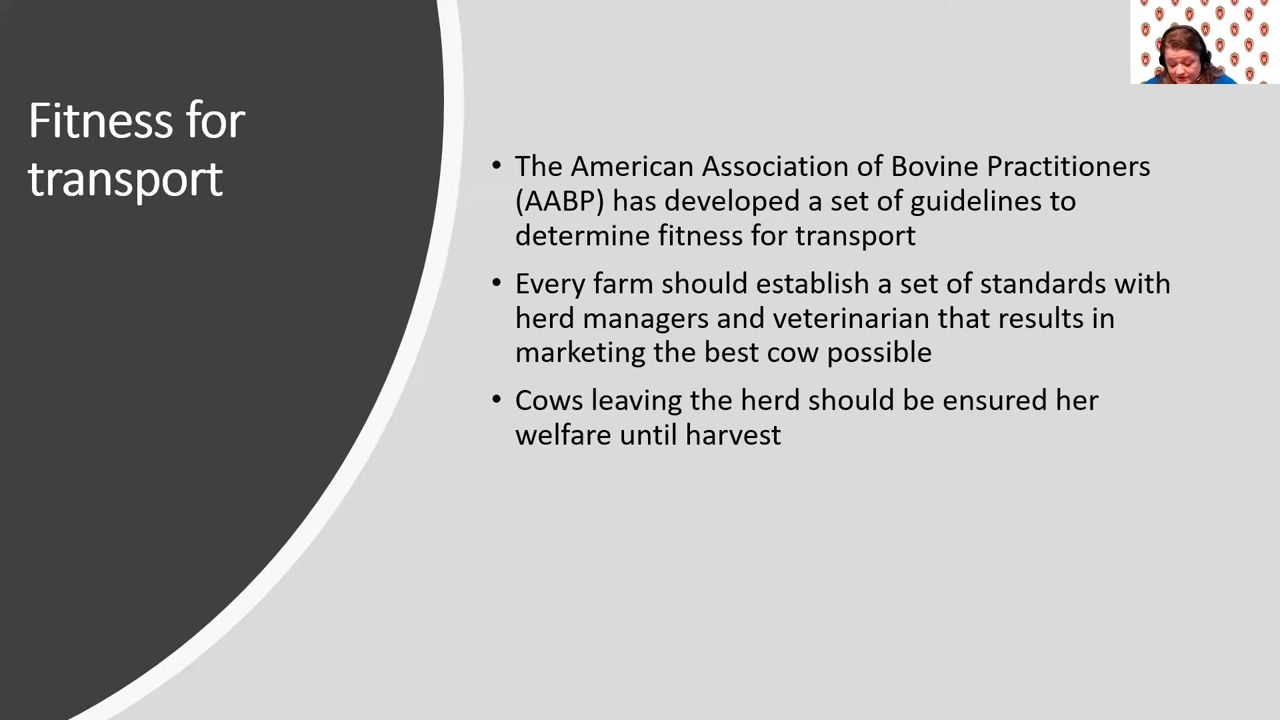 Fitness for
transport
• The American Association of Bovine Practitioners
(AABP) has developed a set of guidelines to
determine fitness for transport
• Every farm should establish a set of standards with
herd managers and veterinarian that results in
marketing the best cow possible
• Cows leaving the herd should be ensured her
welfare until harvest